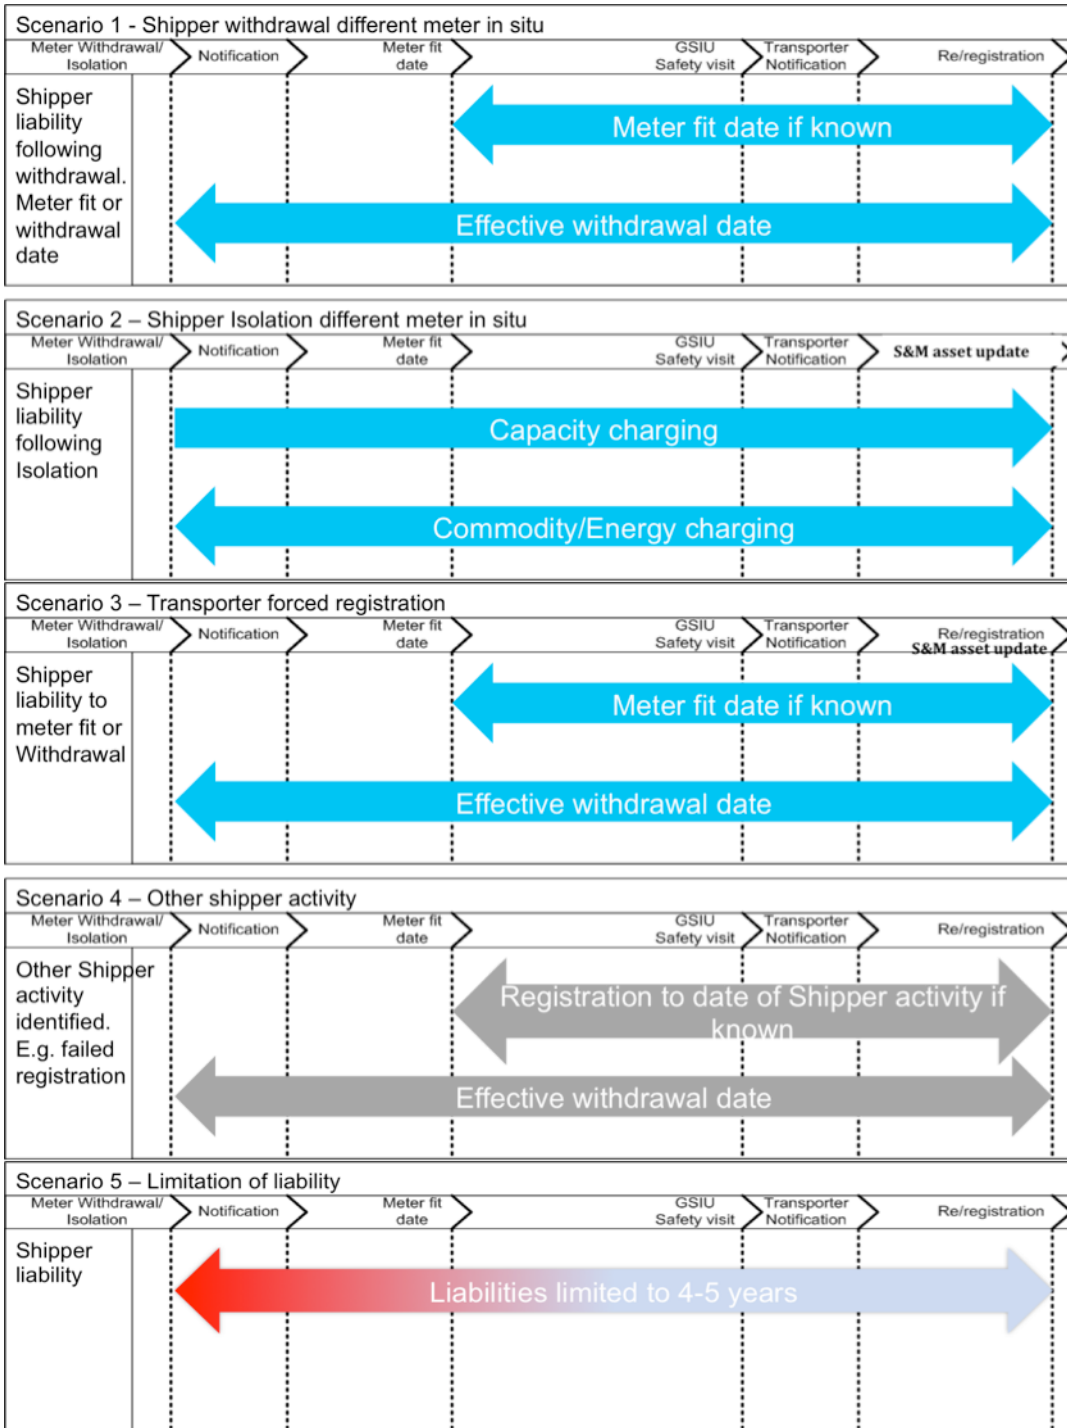 Scenario 1 - Shipper withdrawal different meter in situ
Meter Withdrawal/
Isolation
Notification
Meter fit
date
GSIU
Safety visit
Transporter
Notification
Re/registration
Shipper
liability
following
withdrawal.
Meter fit or
withdrawal
date
Meter fit date if known
Effective withdrawal date
Scenario 2 – Shipper Isolation different meter in situ
Meter Withdrawal/
Isolation
Notification
Meter fit
date
GSIU
Safety visit
Transporter
Notification
S&M asset update
Shipper
liability
following
Isolation
Capacity charging
Commodity/Energy charging
Scenario 3 – Transporter forced registration
Meter Withdrawal/
Isolation
Notification
Meter fit
date
GSIU
Safety visit
Transporter
Notification
Re/registration
S&M asset update
Shipper
liability to
meter fit or
Withdrawal
Meter fit date if known
Effective withdrawal date
Scenario 4 – Other shipper activity
Meter Withdrawal/
Isolation
Notification
Meter fit
date
GSIU
Safety visit
Transporter
Notification
Re/registration
Other Shipper
activity
identified.
E.g. failed
registration
Registration to date of Shipper activity if
known
Effective withdrawal date
Scenario 5 – Limitation of liability
Meter Withdrawal/
Isolation
Notification
Meter fit
date
GSIU
Safety visit
Transporter
Notification
Re/registration
Shipper
liability
Liabilities limited to 4-5 years